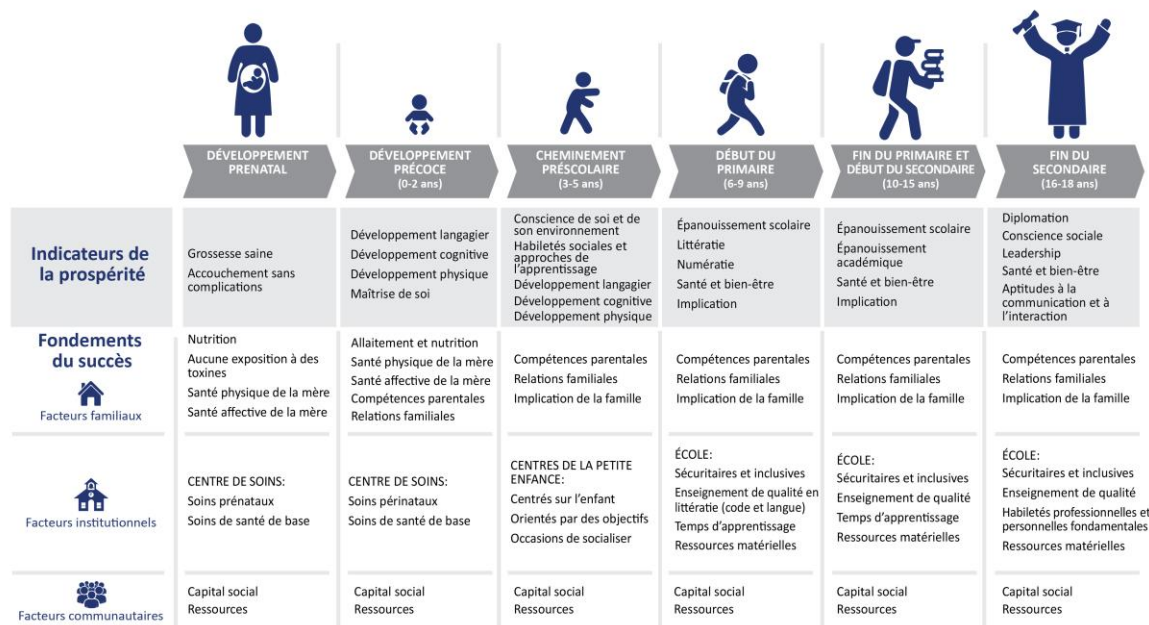 DÉVELOPPEMENT
PRENATAL
DÉVELOPPEMENT
PRÉCOCE
(0-2 ans)
CHEMINEMENT
PRÉSCOLAIRE
(3-5 ans)
DÉBUT DU
PRIMAIRE
(6-9 ans)
FIN DU PRIMAIRE ET
DÉBUT DU SECONDAIRE
(10-15 ans)
FIN DU
SECONDAIRE
(16-18 ans)
Indicateurs de
la prospérité
Grossesse saine
Accouchement sans
complications
Développement langagier
Développement cognitive
Développement physique
Maîtrise de soi
Conscience de soi et de
son environnement
Habiletés sociales et
approches de
l'apprentissage
Développement langagier
Développement cognitive
Développement physique
Épanouissement scolaire
Littératie
Numératie
Santé et bien-être
Implication
Épanouissement scolaire
Épanouissement
académique
Santé et bien-être
Implication
Diplomation
Conscience sociale
Leadership
Santé et bien-être
Aptitudes à la
communication et à
l'interaction
Fondements
du succès
Facteurs familiaux
Nutrition
Aucune exposition à des
toxines
Santé physique de la mère
Santé affective de la mère
Allaitement et nutrition
Santé physique de la mère
Santé affective de la mère
Compétences parentales
Relations familiales
Compétences parentales
Relations familiales
Implication de la famille
Compétences parentales
Relations familiales
Implication de la famille
Compétences parentales
Relations familiales
Implication de la famille
Compétences parentales
Relations familiales
Implication de la famille
Facteurs institutionnels
CENTRE DE SOINS:
Soins prénataux
Soins de santé de base
CENTRE DE SOINS:
Soins périnataux
Soins de santé de base
CENTRES DE LA PETITE
ENFANCE:
Centrés sur l'enfant
Orientés par des objectifs
Occasions de socialiser
ÉCOLE:
Sécuritaires et inclusives
Enseignement de qualité en
littératie (code et langue)
Temps d'apprentissage
Ressources matérielles
ÉCOLE:
Sécuritaires et inclusives
Enseignement de qualité
Temps d'apprentissage
Ressources matérielles
ÉCOLE:
Sécuritaires et inclusives
Enseignement de qualité
Habiletés professionnelles et
personnelles fondamentales
Ressources matérielles
Facteurs communautaires
Capital social
Ressources
Capital social
Ressources
Capital social
Ressources
Capital social
Ressources
Capital social
Ressources
Capital social
Ressources